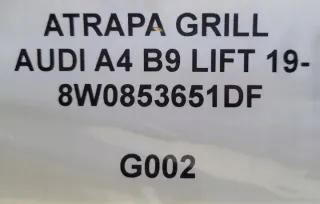 ATRAPA GRILL
AUDI A4 B9 LIFT 19-
8W0853651DF
G002